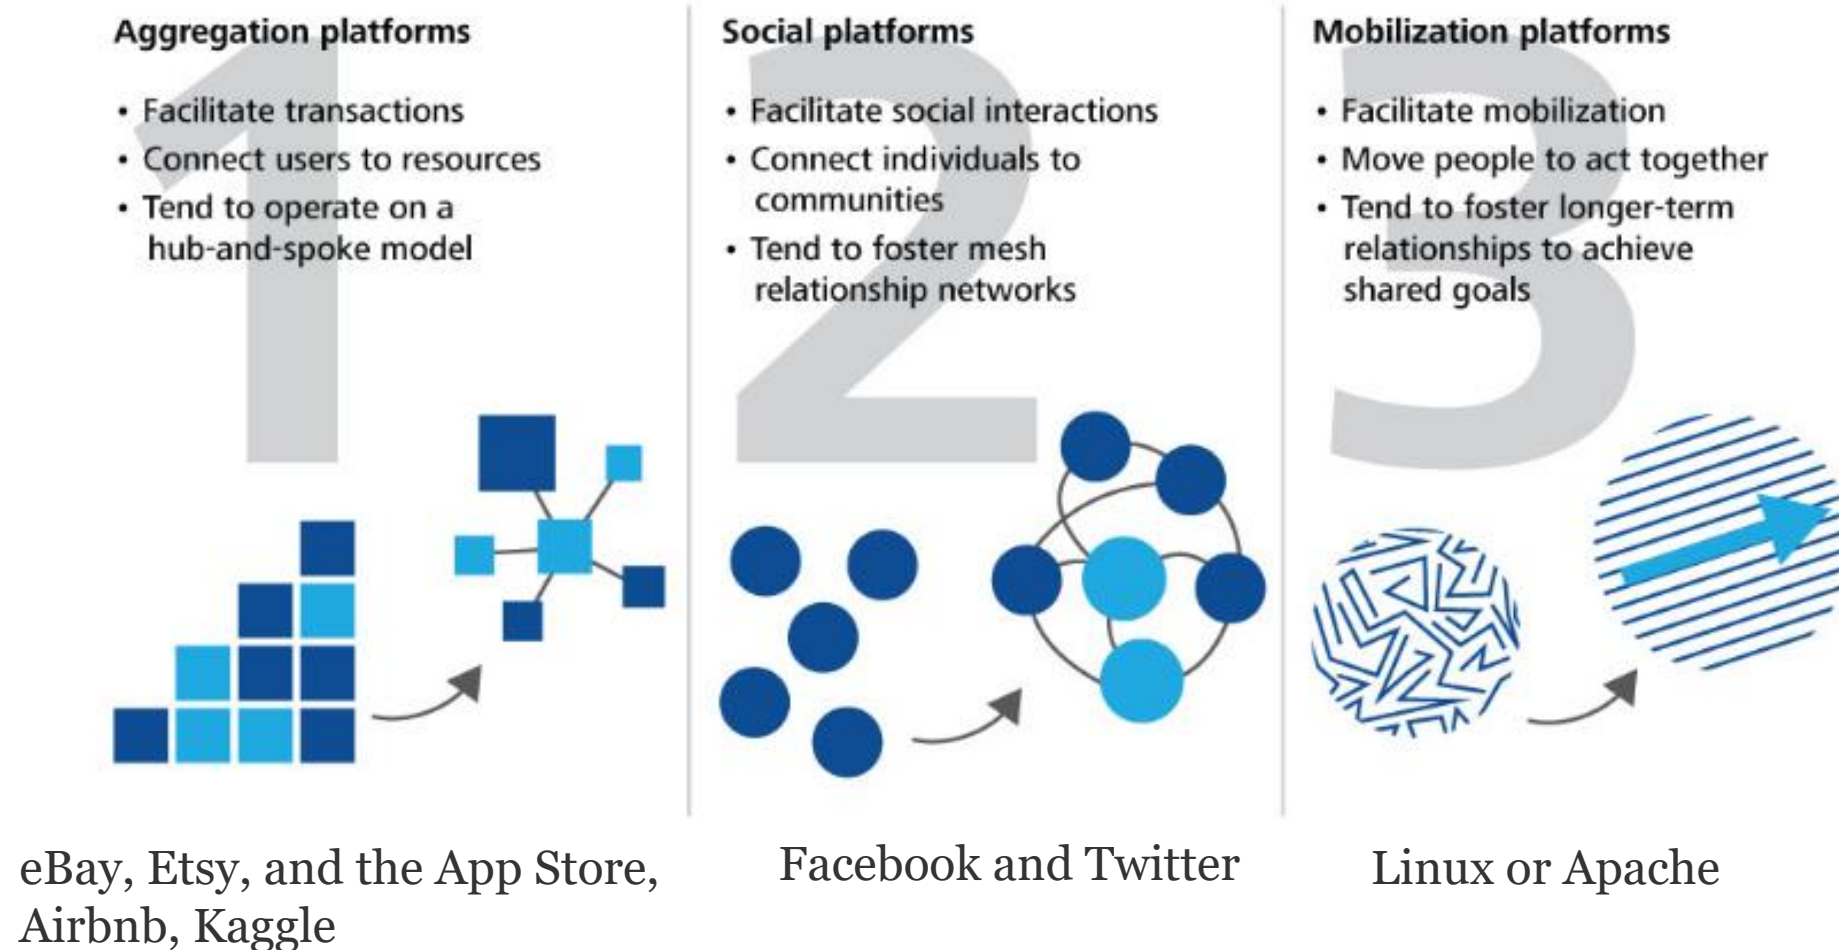 1
Aggregation platforms
• Facilitate transactions
• Connect users to resources
• Tend to operate on a
hub-and-spoke model
eBay, Etsy, and the App Store,
Airbnb, Kaggle
2
Social platforms
• Facilitate social interactions
• Connect individuals to
communities
• Tend to foster mesh
relationship networks
Facebook and Twitter
3
Mobilization platforms
• Facilitate mobilization
• Move people to act together
• Tend to foster longer-term
relationships to achieve
shared goals
Linux or Apache